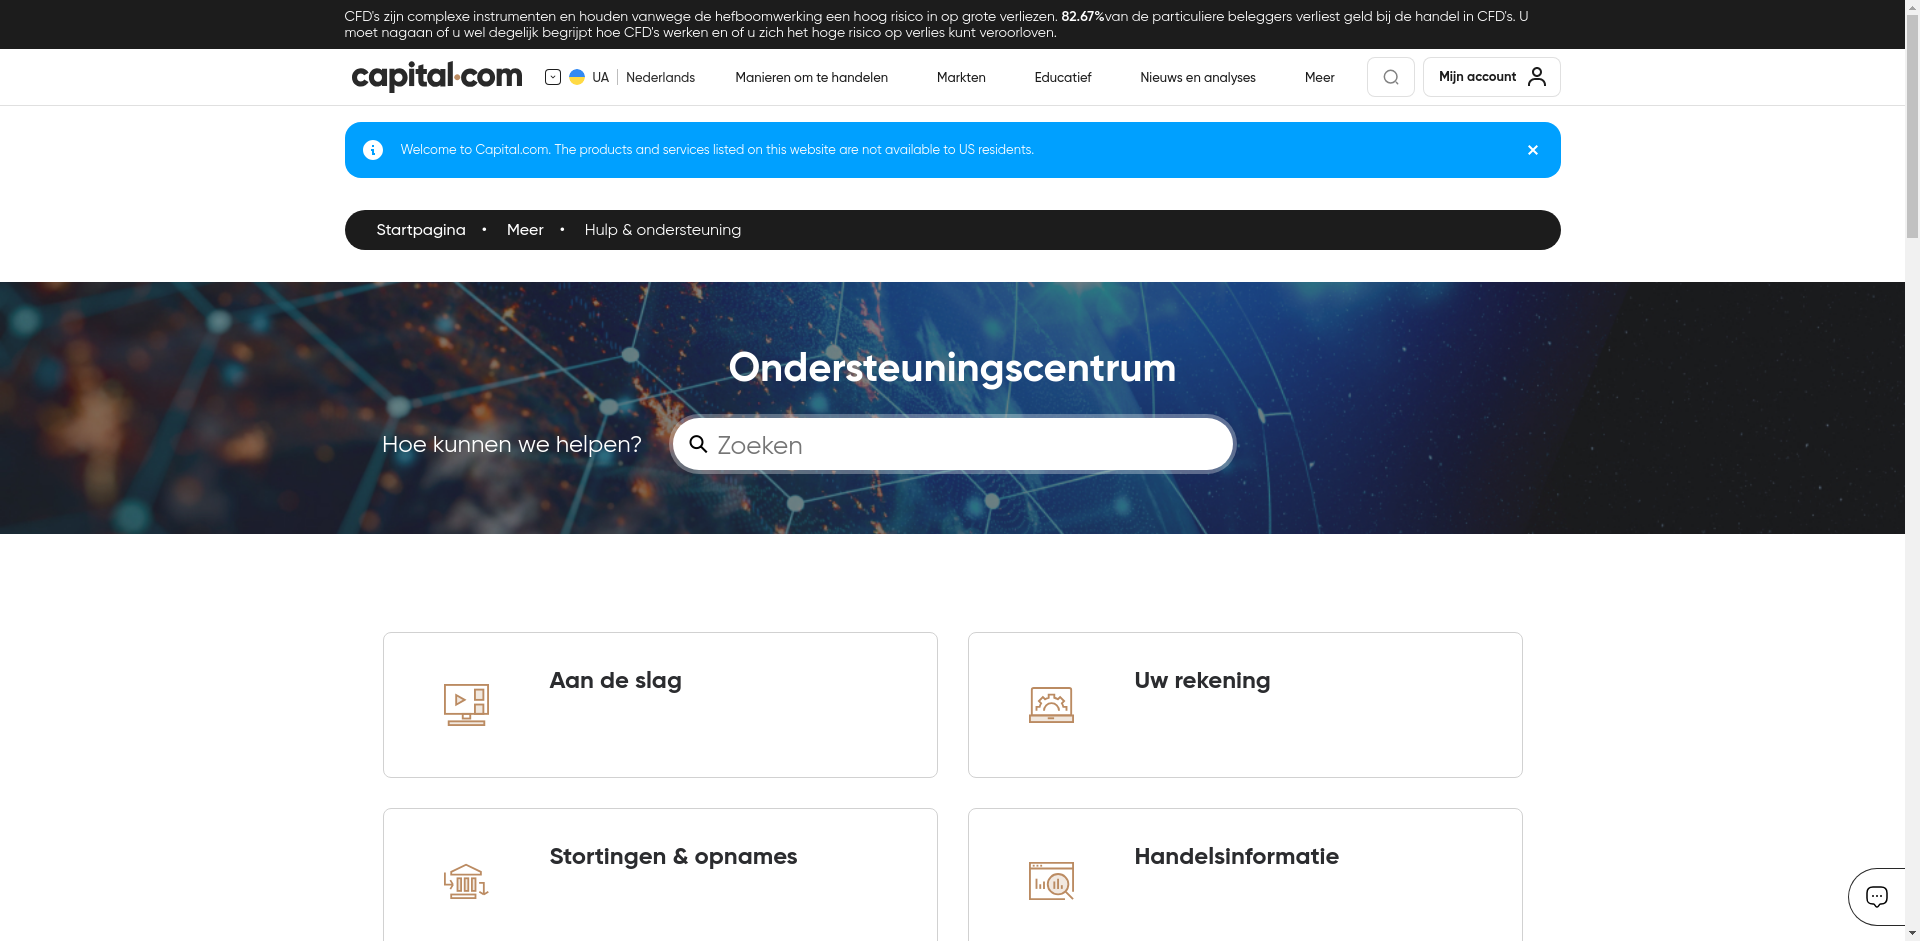 CFD's zijn complexe instrumenten en houden vanwege de hefboomwerking een hoog risico in op grote verliezen. 82.67%van de particuliere beleggers verliest geld bij de handel in CFD's. U
moet nagaan of u wel degelijk begrijpt hoe CFD's werken en of u zich het hoge risico op verlies kunt veroorloven.
capital.com
UA
Nederlands
Manieren om te handelen
Markten
Educatief
Nieuws en analyses
Meer
Mijn account
Welcome to Capital.com. The products and services listed on this website are not available to US residents.
Startpagina • Meer • Hulp & ondersteuning
Ondersteuningscentrum
Hoe kunnen we helpen?
Zoeken
Aan de slag
Uw rekening
Stortingen & opnames
Handelsinformatie